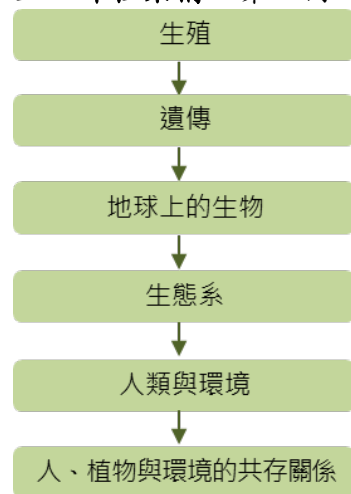 生殖
遺傳
地球上的生物
生態系
人類與環境
人、植物與環境的共存關係